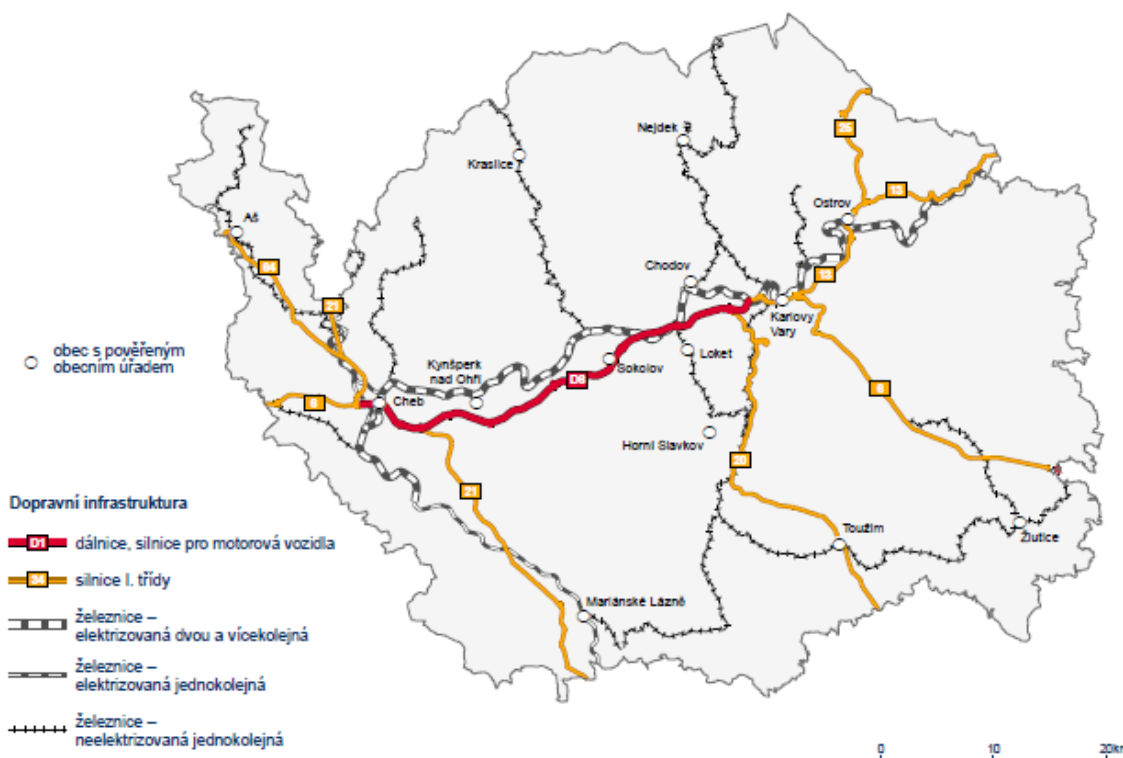 Nejdek
25
Kraslice
13
Ostrov
Aš
64
13
Chodov
21
Karlovy
Vary
obec s pověřeným
obecním úřadem
Kynšperk
nad Ohří
Loket
Sokolov
D6
6
Cheb
6
Horní Slavkov
20
21
Dopravní infrastruktura
Toužim
Žlutice
D1
dálnice, silnice pro motorová vozidla
34
silnice I. třídy
Mariánské Lázně
železnice –
elektrizovaná dvou a vícekolejná
železnice –
elektrizovaná jednokolejná
železnice –
neelektrizovaná jednokolejná
0
10
20km